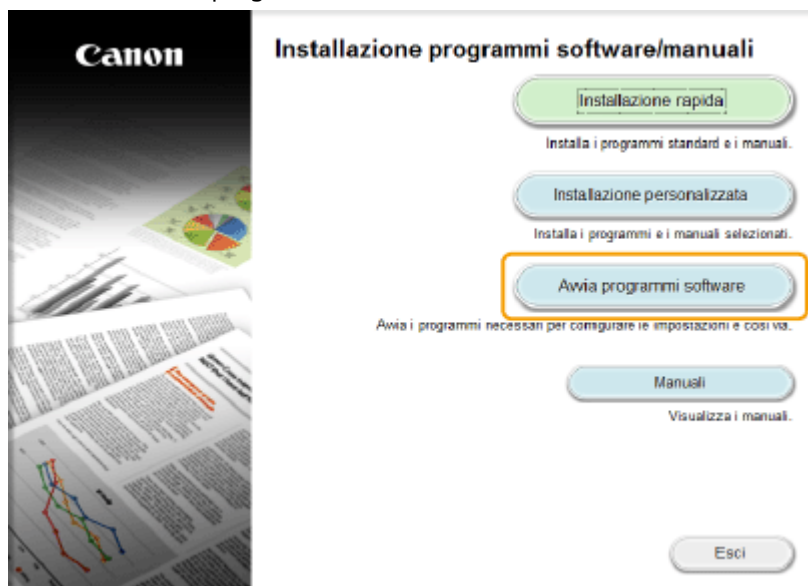 Canon
Installazione programmi software/manuali
Installazione rapida
Installa i programmi standard e i manuali.
Installazione personalizzata
Installa i programmi e i manuali selezionati.
Avvia programmi software
Avvia i programmi necessari per configurare le impostazioni e così via.
Manuali
Visualizza i manuali.
Esci